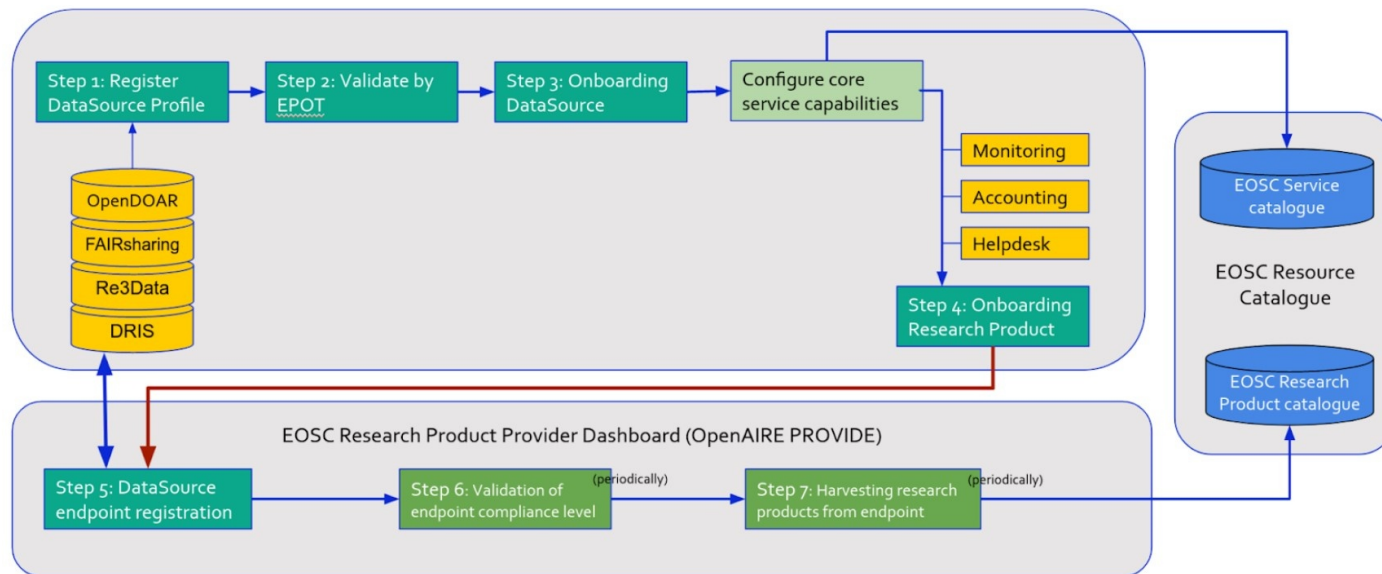 Step 1: Register
DataSource Profile
Step 2: Validate by
EPOT
Step 3: Onboarding
DataSource
Configure core
service capabilities
Monitoring
Accounting
Helpdesk
OpenDOAR
FAIRsharing
Re3Data
DRIS
Step 4: Onboarding
Research Product
EOSC Service
catalogue
EOSC Resource
Catalogue
EOSC Research
Product catalogue
EOSC Research Product Provider Dashboard (OpenAIRE PROVIDE)
Step 5: DataSource
endpoint registration
Step 6: Validation of
endpoint compliance level
(periodically)
Step 7: Harvesting research
products from endpoint
(periodically)